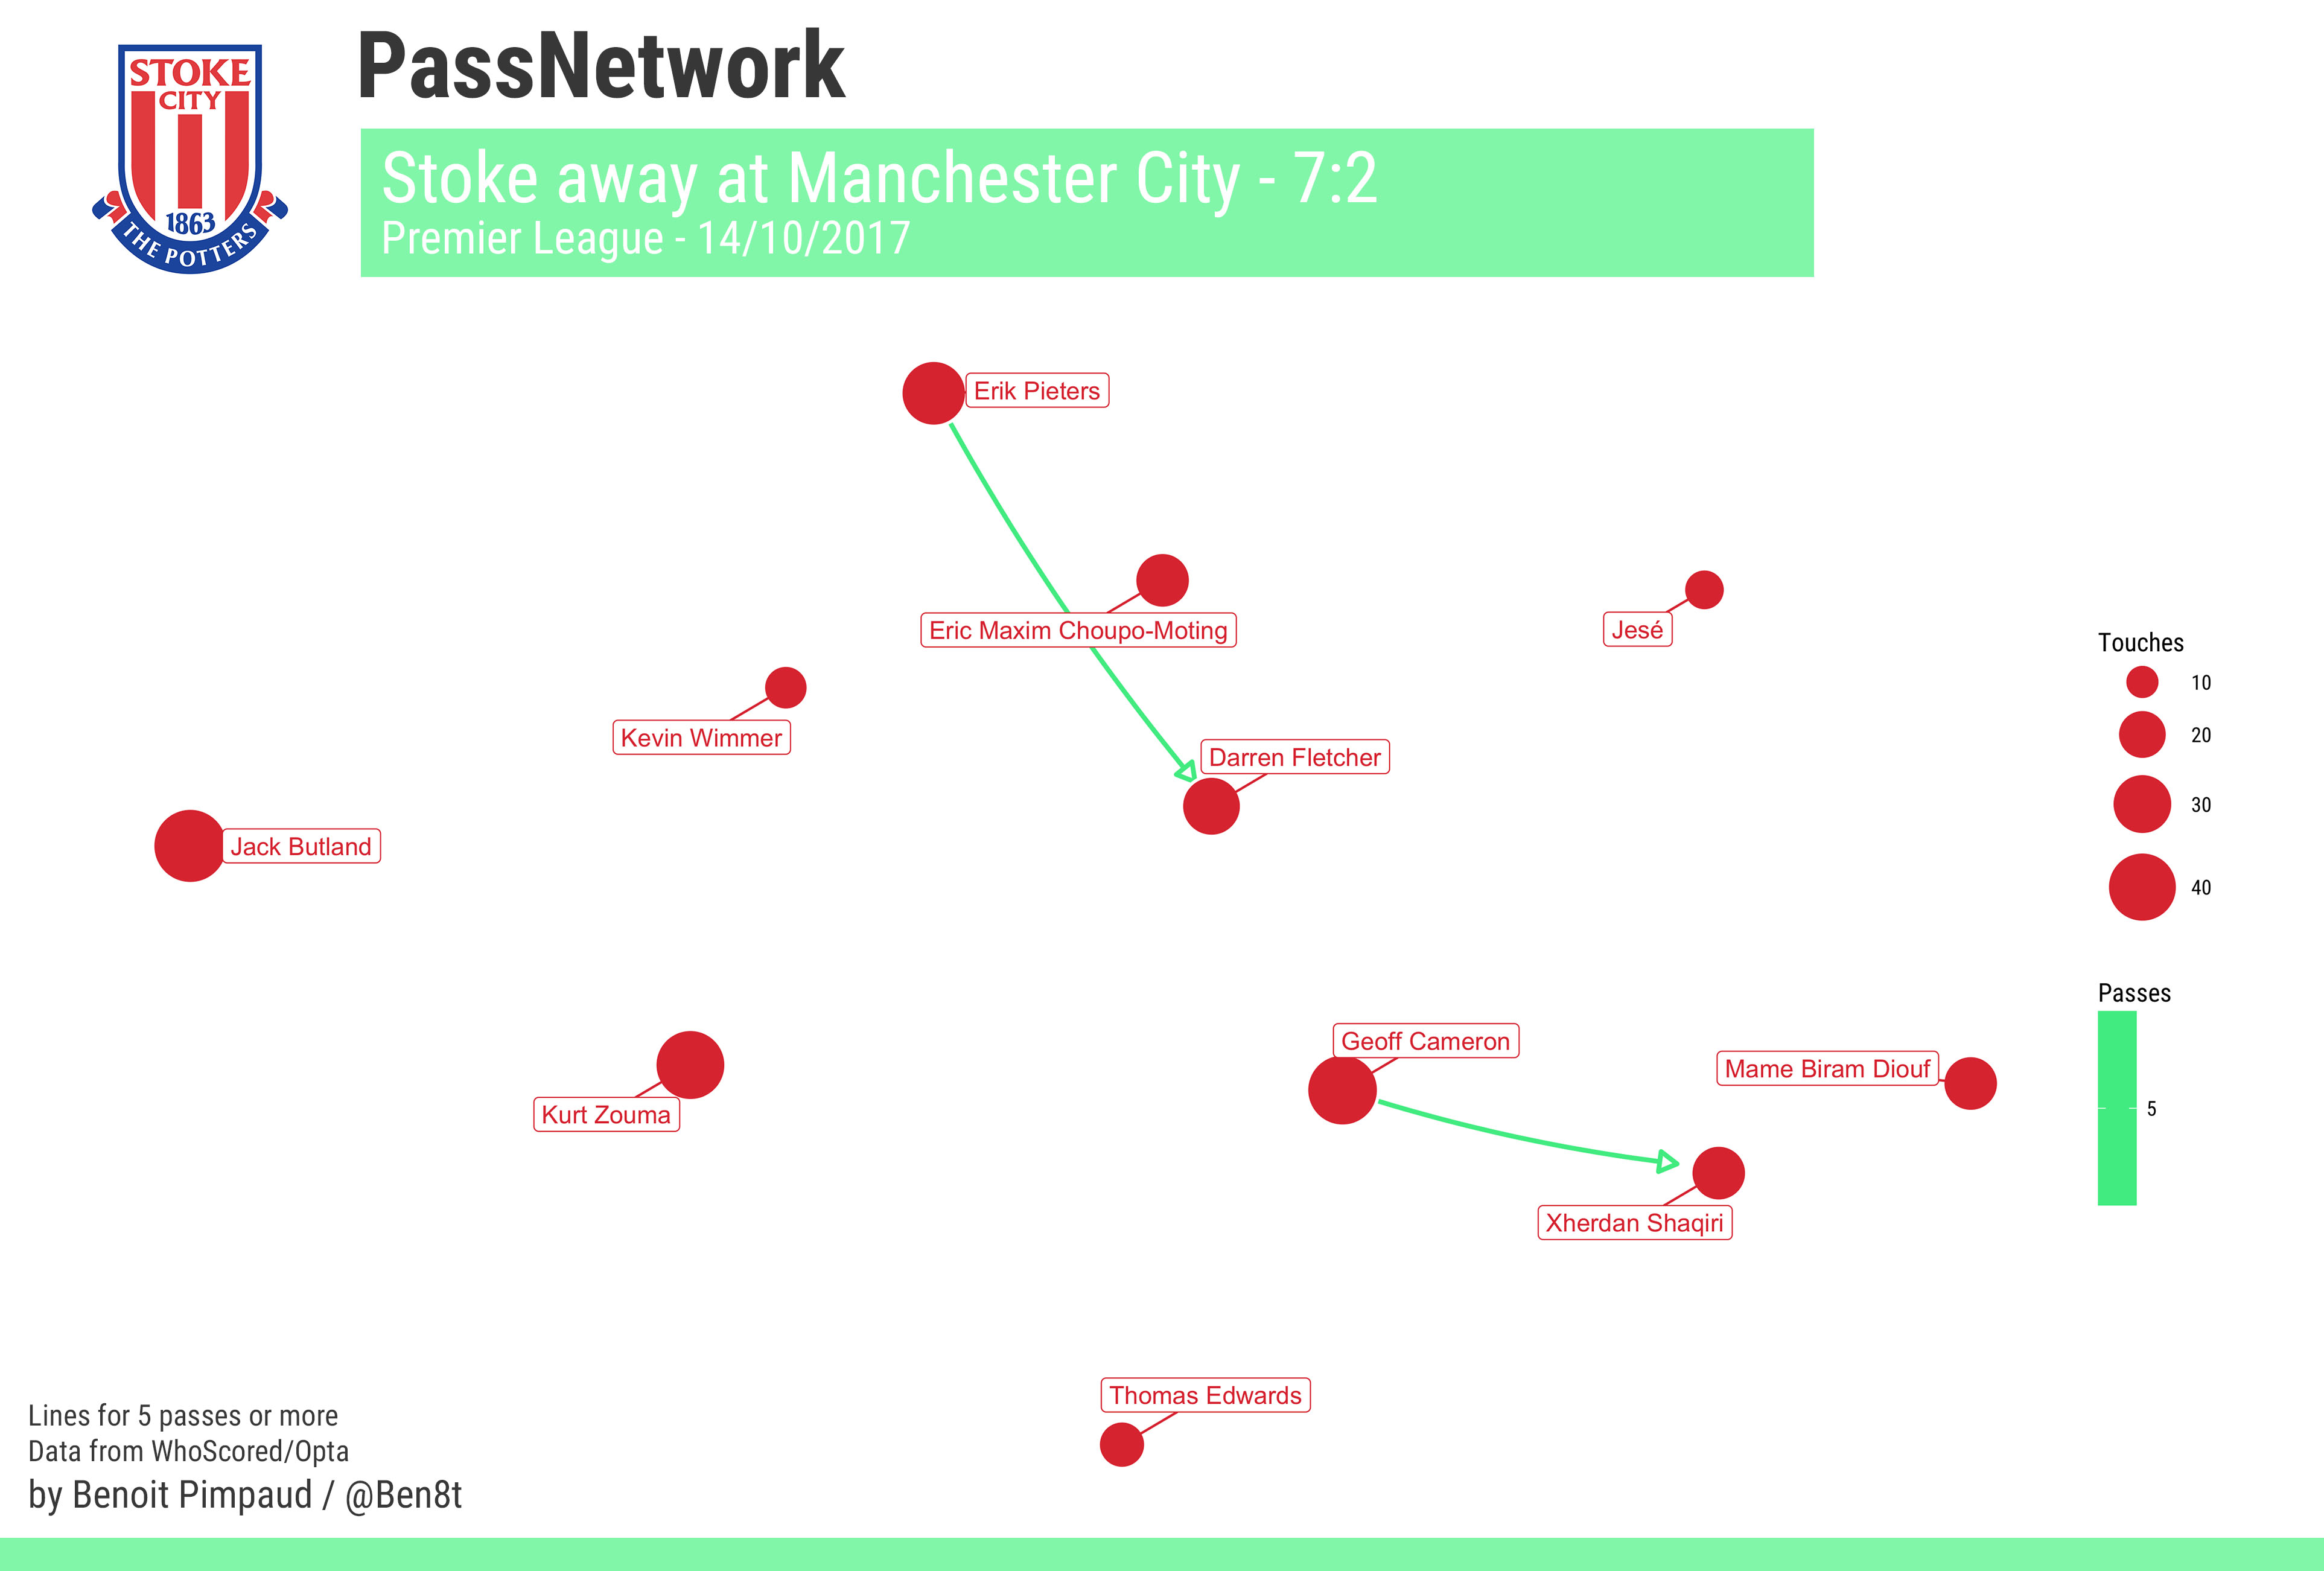 STOKE
CITY
1863
THE POTTERS
PassNetwork
Stoke away at Manchester City - 7:2
Premier League - 14/10/2017
Erik Pieters
Eric Maxim Choupo-Moting
Jesé
Kevin Wimmer
Darren Fletcher
Jack Butland
Geoff Cameron
Mame Biram Diouf
Kurt Zouma
Xherdan Shaqiri
Thomas Edwards
Touches
10
20
30
40
Passes
5
Lines for 5 passes or more
Data from WhoScored/Opta
by Benoit Pimpaud / @Ben8t